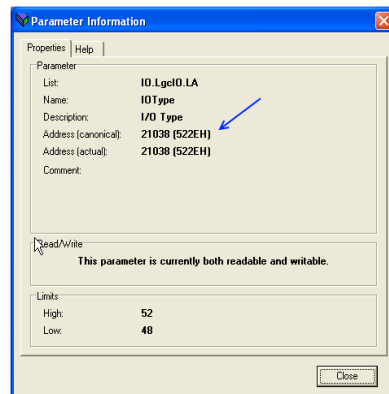 Parameter Information
Properties Help
Parameter
List: IO.LgcIO.LA
Name: IOType
Description: I/O Type
Address (canonical): 21038 (522EH)
Address (actual): 21038 (522EH)
Comment:
Read/Write
This parameter is currently both readable and writable.
Limits
High: 52
Low: 48
Close